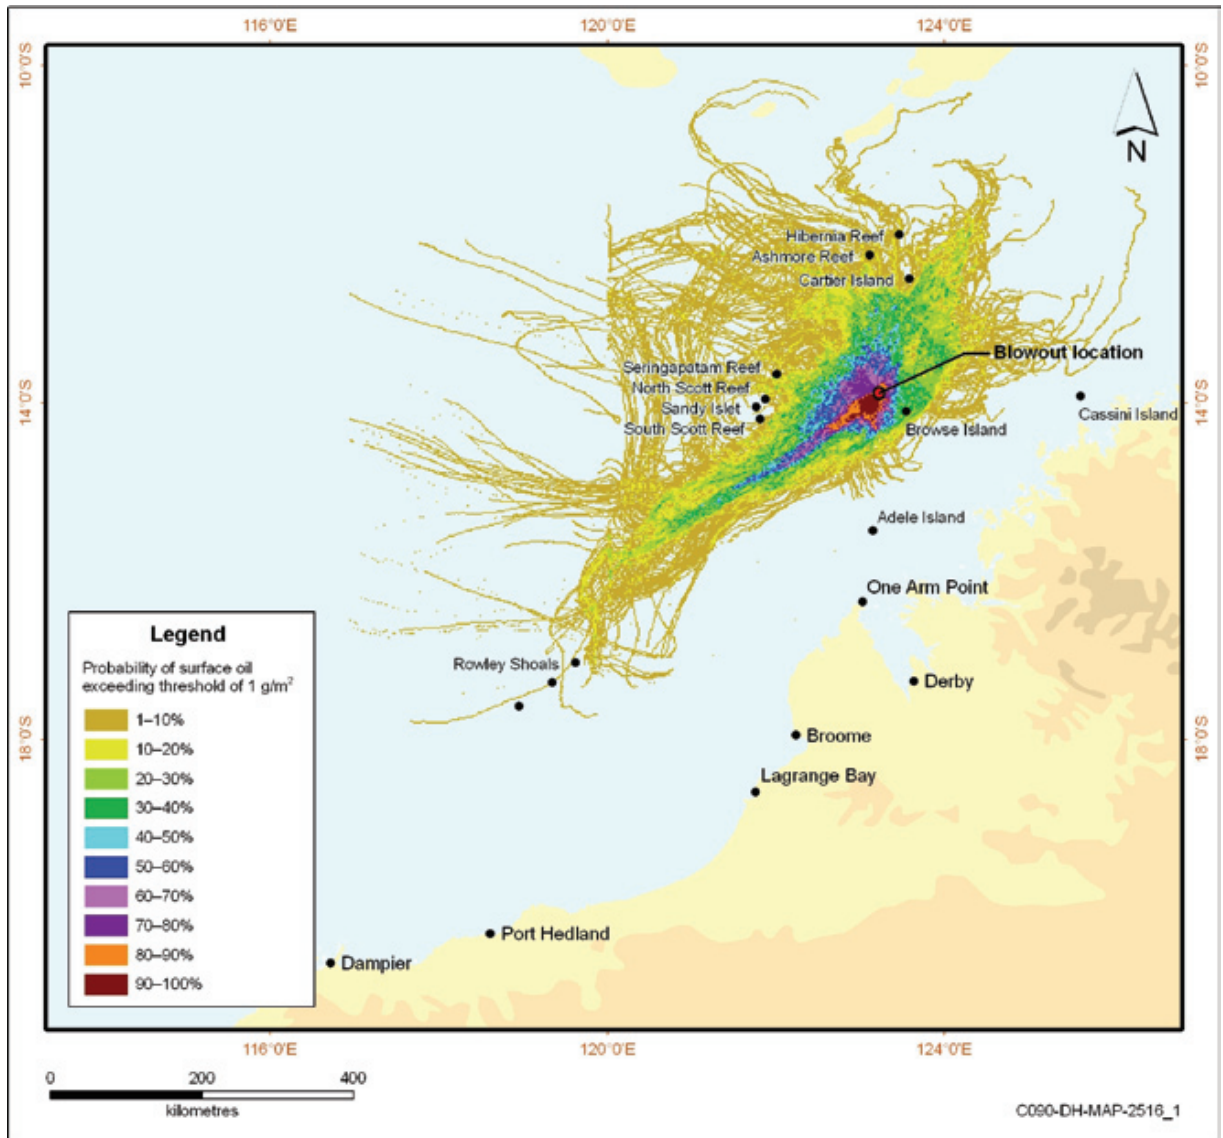 116°0'E 120°0'E 124°0'E
10°0'S 10°0'S
N
Hibernia Reef
Ashmore Reef
Cartier Island
Blowout location
Seringapatam Reef
North Scott Reef
Sandy Islet
South Scott Reef
14°0'S 14°0'S
Browse Island
Cassini Island
Adele Island
One Arm Point
Rowley Shoals
Derby
Broome
18°0'S 18°0'S
Lagrange Bay
Port Hedland
Dampier
Legend
Probability of surface oil
exceeding threshold of 1 g/m²
1–10%
10–20%
20–30%
30–40%
40–50%
50–60%
60–70%
70–80%
80–90%
90–100%
116°0'E 120°0'E 124°0'E
0 200 400
kilometres
C090-DH-MAP-2516_1